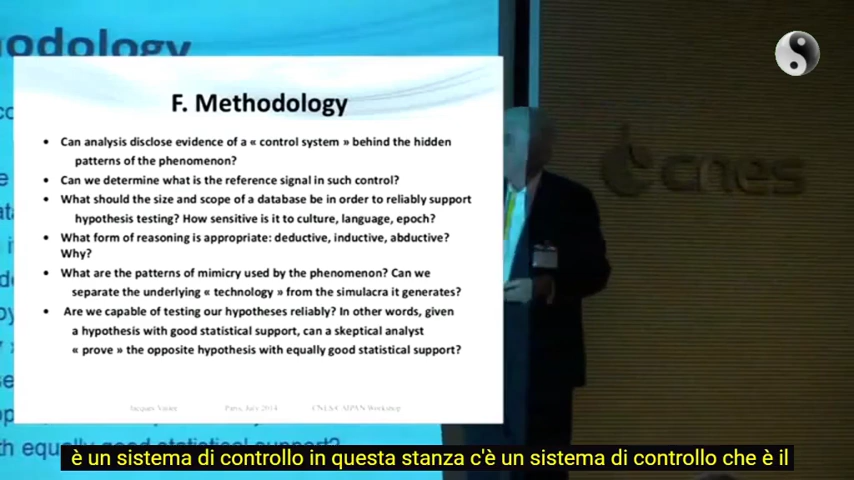 odology
F. Methodology
• Can analysis disclose evidence of a « control system » behind the hidden
patterns of the phenomenon?
• Can we determine what is the reference signal in such control?
• What should the size and scope of a database be in order to reliably support
hypothesis testing? How sensitive is it to culture, language, epoch?
• What form of reasoning is appropriate: deductive, inductive, abductive?
Why?
• What are the patterns of mimicry used by the phenomenon? Can we
separate the underlying « technology » from the simulacra it generates?
• Are we capable of testing our hypotheses reliably? In other words, given
a hypothesis with good statistical support, can a skeptical analyst
« prove » the opposite hypothesis with equally good statistical support?
Paris, July 2014
cnes
è un sistema di controllo in questa stanza c'è un sistema di controllo che è il